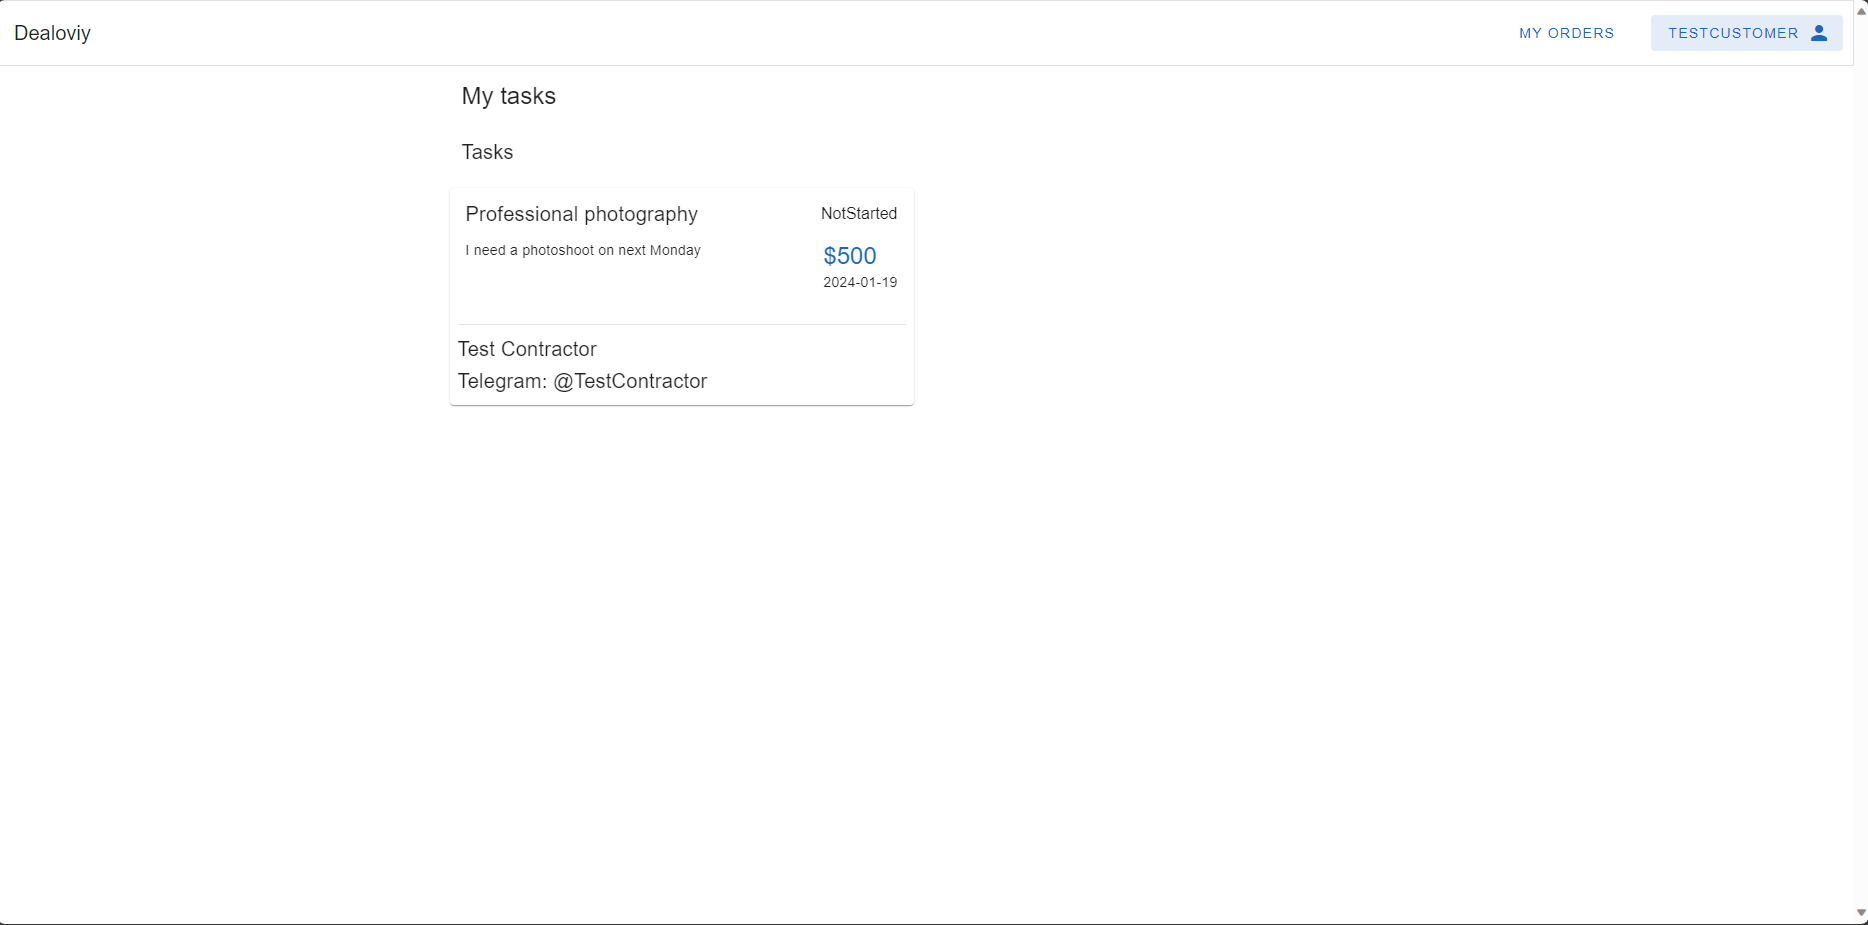 Dealoviy
MY ORDERS
TESTCUSTOMER
My tasks
Tasks
Professional photography
NotStarted
I need a photoshoot on next Monday
$500
2024-01-19
Test Contractor
Telegram: @TestContractor